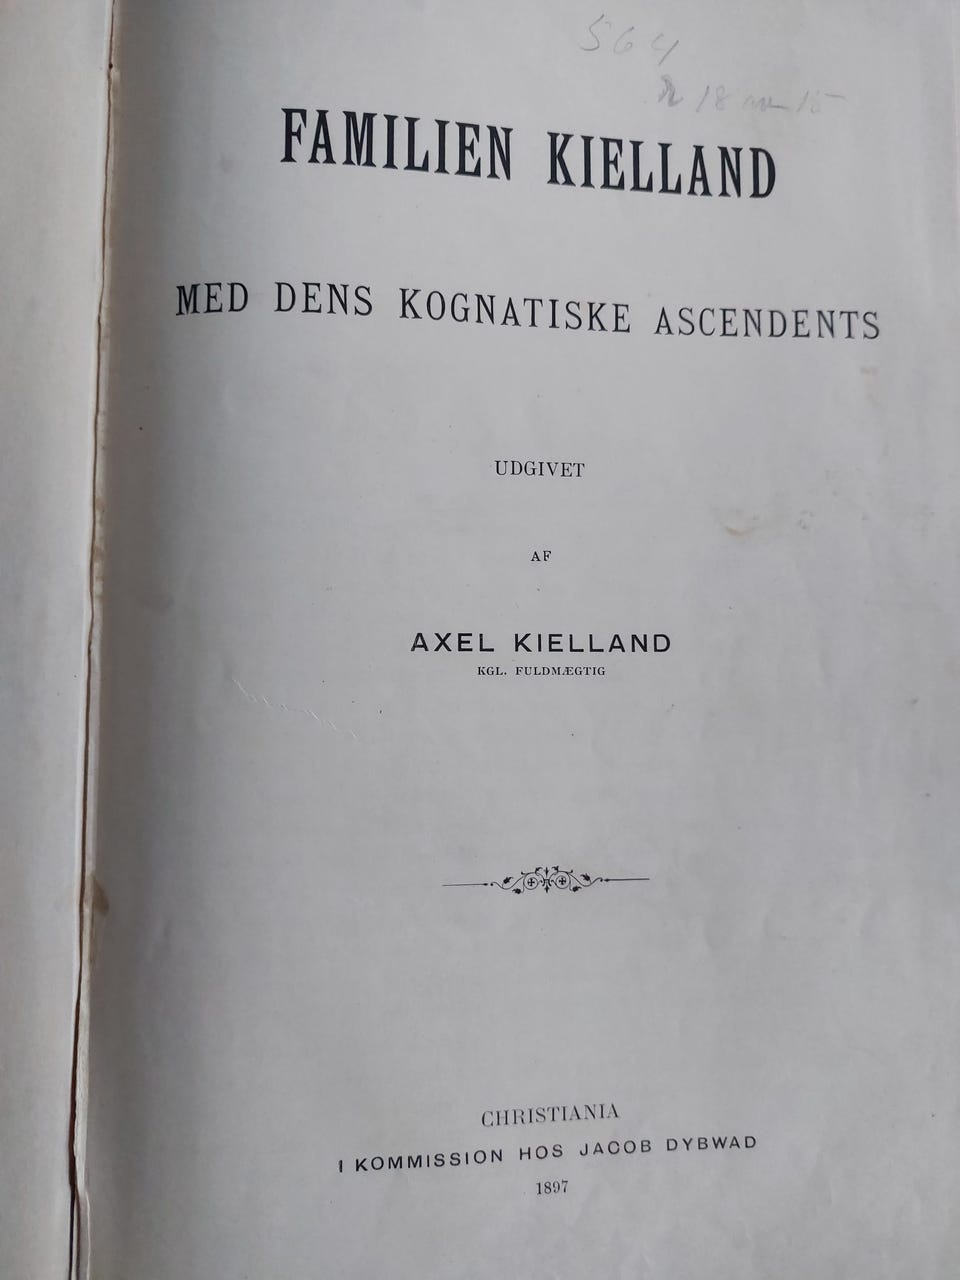 564
FAMILIEN KIELLAND
MED DENS KOGNATISKE ASCENDENTS
UDGIVET
AF
AXEL KIELLAND
KGL. FULDMÆGTIG
CHRISTIANIA
I KOMMISSION HOS JACOB DYBWAD
1897